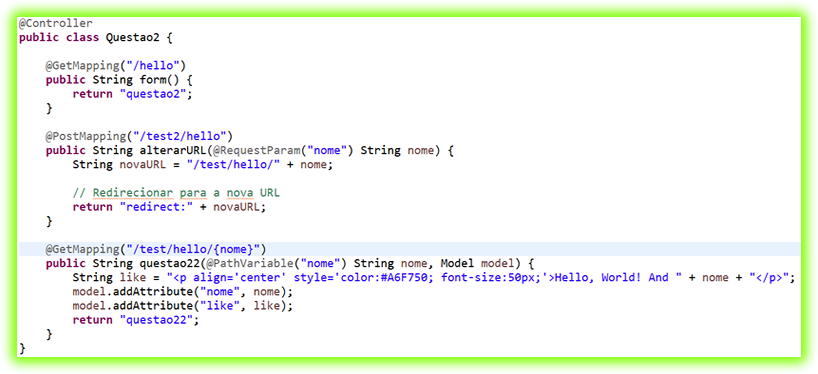 @Controller
public class Questao2 {
@GetMapping("/hello")
public String form() {
return "questao2";
}
@PostMapping("/test2/hello")
public String alterarURL(@RequestParam("nome") String nome) {
String novaURL = "/test/hello/" + nome;
// Redirecionar para a nova URL
return "redirect:" + novaURL;
}
@GetMapping("/test/hello/{nome}")
public String questao22(@PathVariable("nome") String nome, Model model) {
String like = "<p align='center' style='color:#A6F750; font-size:50px;'>Hello, World! And " + nome + "</p>";
model.addAttribute("nome", nome);
model.addAttribute("like", like);
return "questao22";
}
}